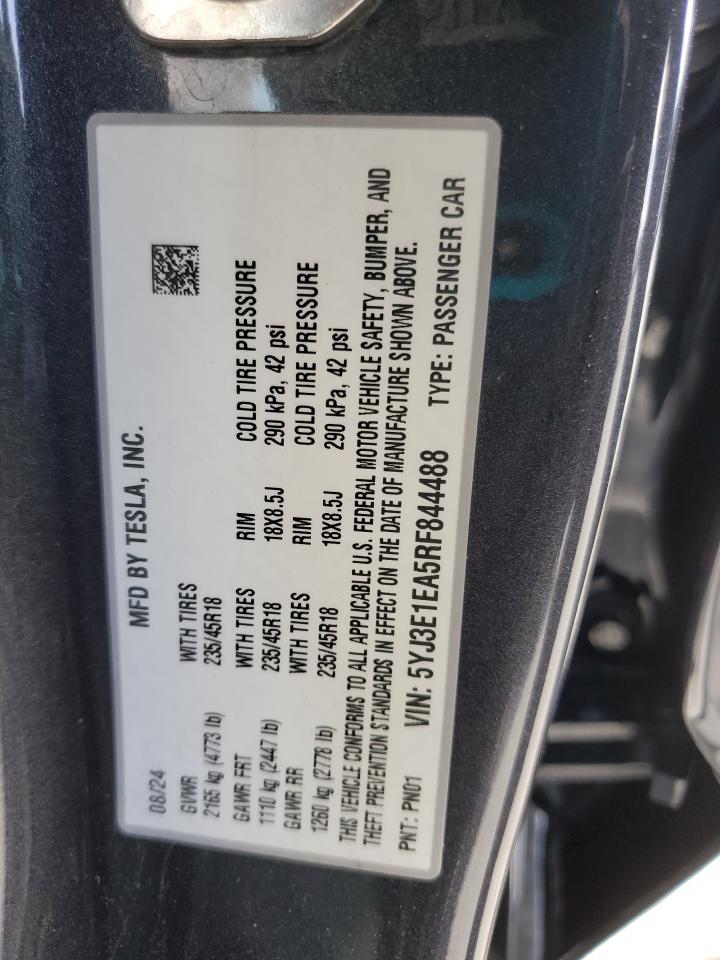 MFD BY TESLA, INC.
08/24
GVWR WITH TIRES
2165 kg (4773 lb) 235/45R18
GAWR FRT WITH TIRES RIM COLD TIRE PRESSURE
1110 kg (2447 lb) 235/45R18 18X8.5J 290 kPa, 42 psi
GAWR RR WITH TIRES RIM COLD TIRE PRESSURE
1260 kg (2778 lb) 235/45R18 18X8.5J 290 kPa, 42 psi
THIS VEHICLE CONFORMS TO ALL APPLICABLE U.S. FEDERAL MOTOR VEHICLE SAFETY, BUMPER, AND
THEFT PREVENTION STANDARDS IN EFFECT ON THE DATE OF MANUFACTURE SHOWN ABOVE.
PNT: PN01 VIN: 5YJ3E1EA5RF844488 TYPE: PASSENGER CAR